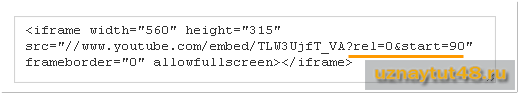 <iframe width="560" height="315"
src="//www.youtube.com/embed/TLW3UjfT_VA?rel=0&start=90"
frameborder="0" allowfullscreen></iframe>
uznaytut48.ru